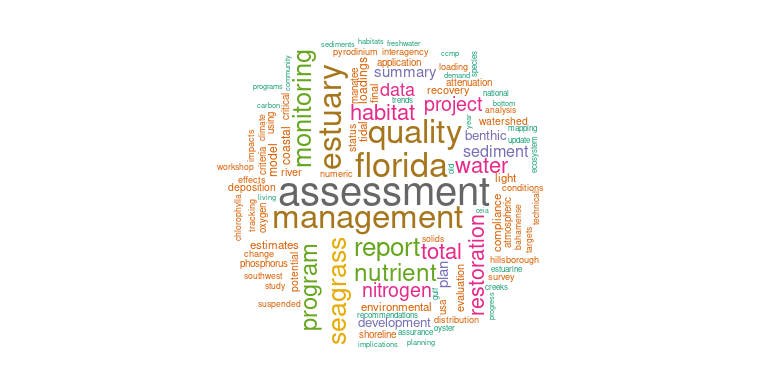 sediments
habitats
freshwater
pyrodinium
interagency
ccmp
species
community
programs
monitoring
estuary
manatee
loadings
application
summary
loading
demand
attenuation
final
data
trends
recovery
national
bottom
carbon
critical
habitat
project
analysis
climate
using
coastal
status
tidal
quality
year
watershed
mapping
benthic
update
impacts
criteria
model
sediment
ecosystem
workshop
river
numeric
florida
old
water
effects
light
deposition
living
assessment
conditions
chlorophylla
tracking
oxygen
management
ceia
compliance
atmospheric
bahamense
technical
targets
estimates
program
seagrass
report
solids
total
restoration
change
phosphorus
potential
hillsborough
estuarine
southwest
nutrient
plan
evaluation
survey
study
nitrogen
gulf
creeks
suspended
environmental
usa
progress
recommendations
development
distribution
shoreline
assurance
oyster
implications
planning